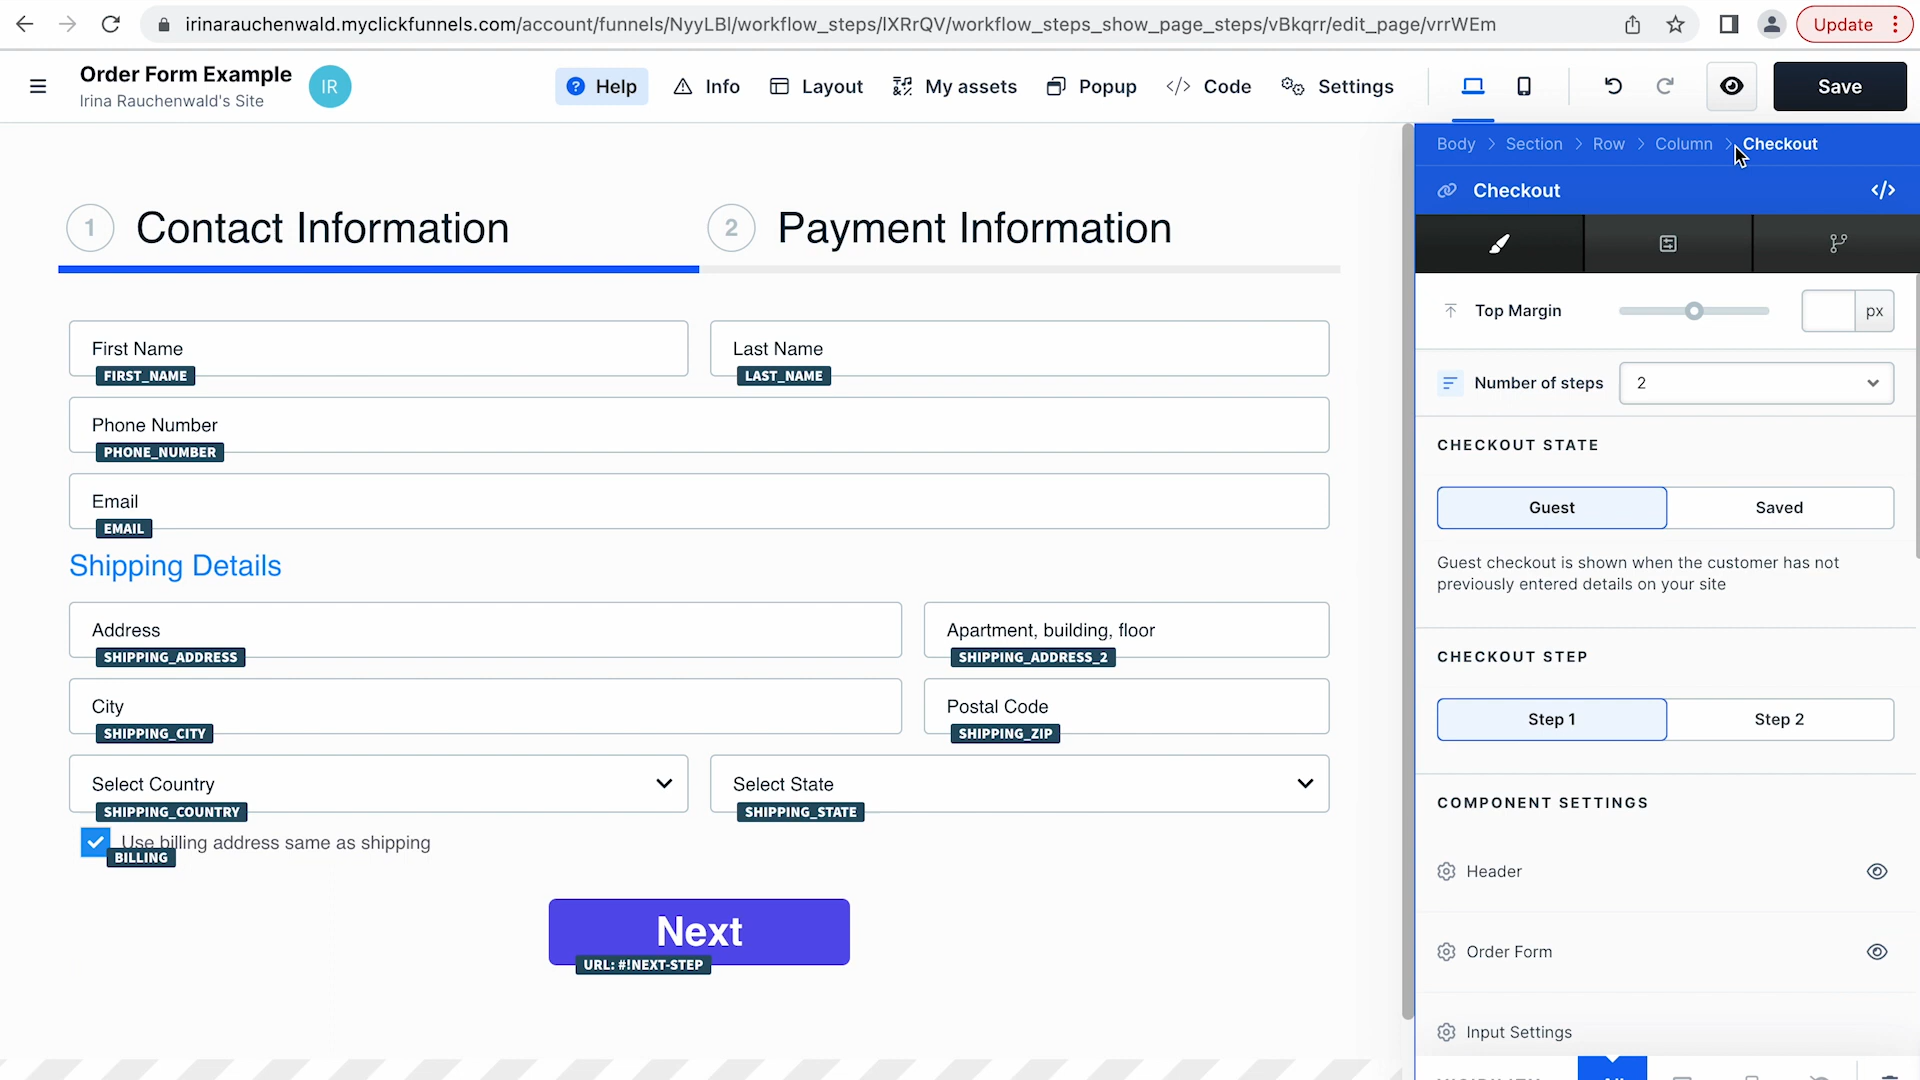 irinarauchenwald.myclickfunnels.com/account/funnels/NyyLBl/workflow_steps/lXRrQV/workflow_steps_show_page_steps/vBkqrr/edit_page/vrrWEm
Update
Order Form Example
Irina Rauchenwald's Site
IR
Help
Info
Layout
My assets
Popup
Code
Settings
Save
Body > Section > Row > Column > Checkout
Checkout
Top Margin
px
Number of steps
2
CHECKOUT STATE
Guest
Saved
Guest checkout is shown when the customer has not
previously entered details on your site
CHECKOUT STEP
Step 1
Step 2
COMPONENT SETTINGS
Header
Order Form
Input Settings
1 Contact Information
2 Payment Information
First Name
FIRST_NAME
Last Name
LAST_NAME
Phone Number
PHONE_NUMBER
Email
EMAIL
Shipping Details
Address
SHIPPING_ADDRESS
Apartment, building, floor
SHIPPING_ADDRESS_2
City
SHIPPING_CITY
Postal Code
SHIPPING_ZIP
Select Country
SHIPPING_COUNTRY
Select State
SHIPPING_STATE
Use billing address same as shipping
BILLING
Next
URL: #!NEXT-STEP